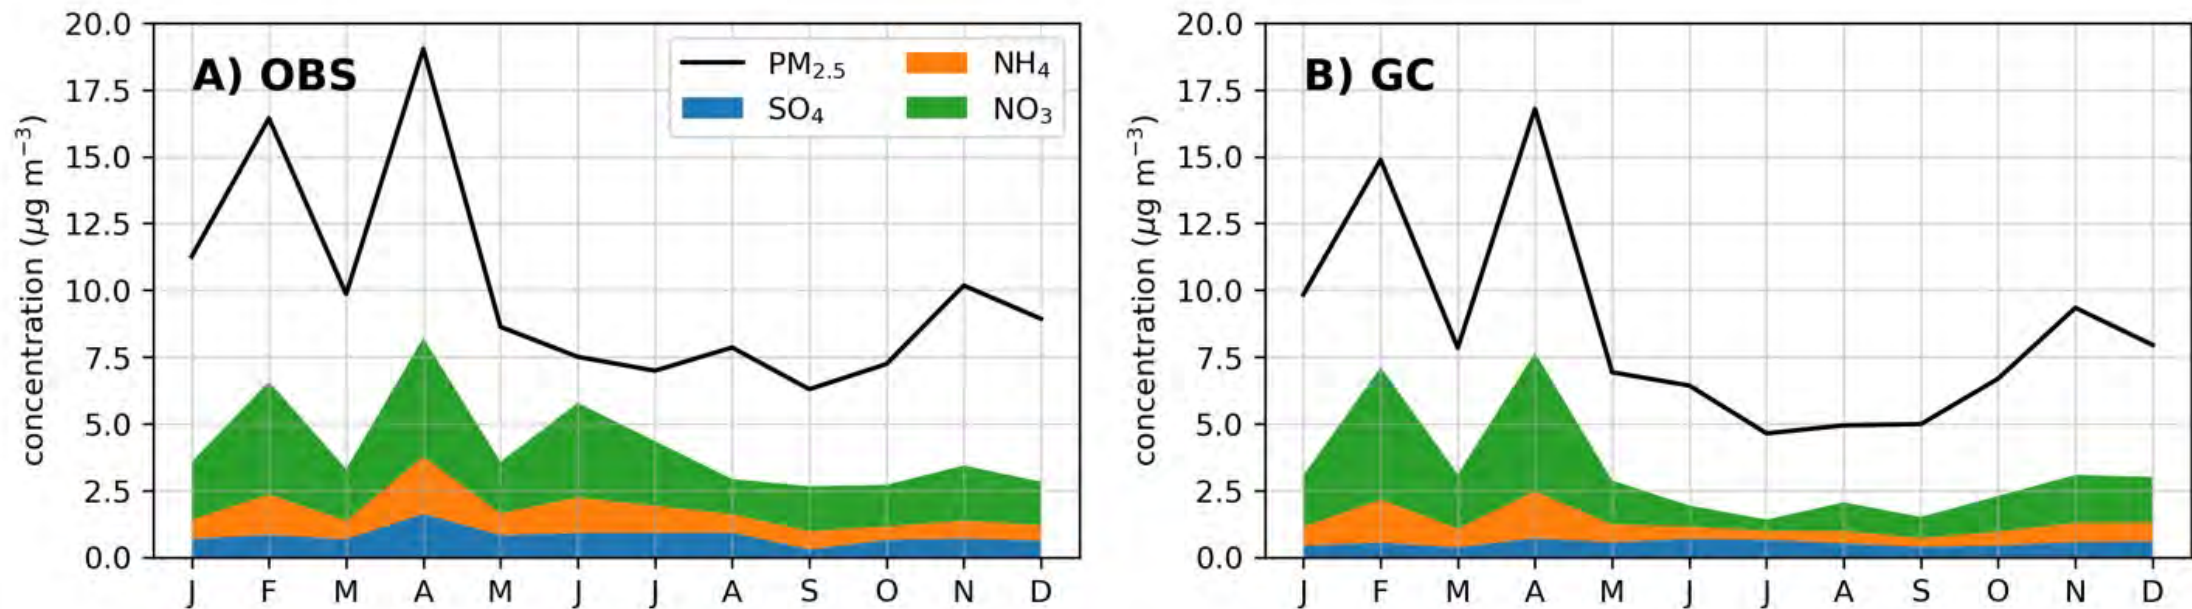 A) OBS
PM2.5
SO4
NH4
NO3
concentration (μg m−3)
20.0
17.5
15.0
12.5
10.0
7.5
5.0
2.5
0.0
J F M A M J J A S O N D
B) GC
concentration (μg m−3)
20.0
17.5
15.0
12.5
10.0
7.5
5.0
2.5
0.0
J F M A M J J A S O N D